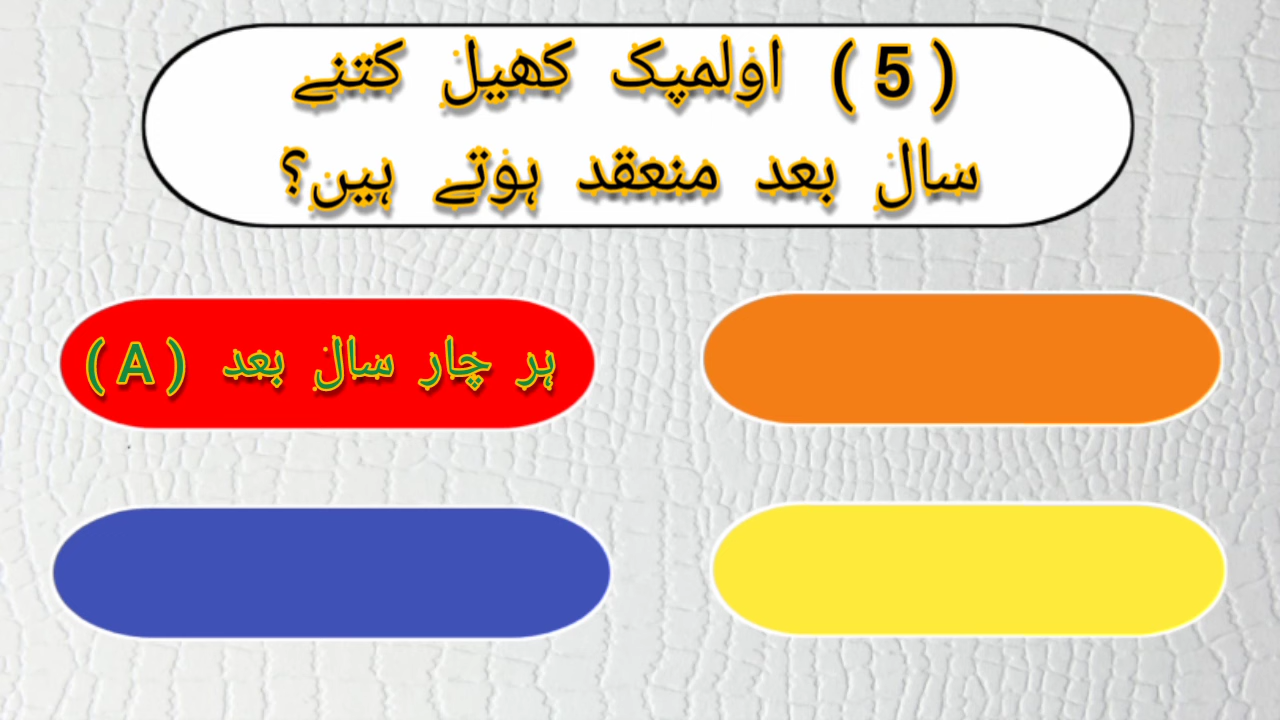 ( 5 ) اولمپک کھیل کتنے
سال بعد منعقد ہوتے ہیں؟
ہر چار سال بعد ( A )